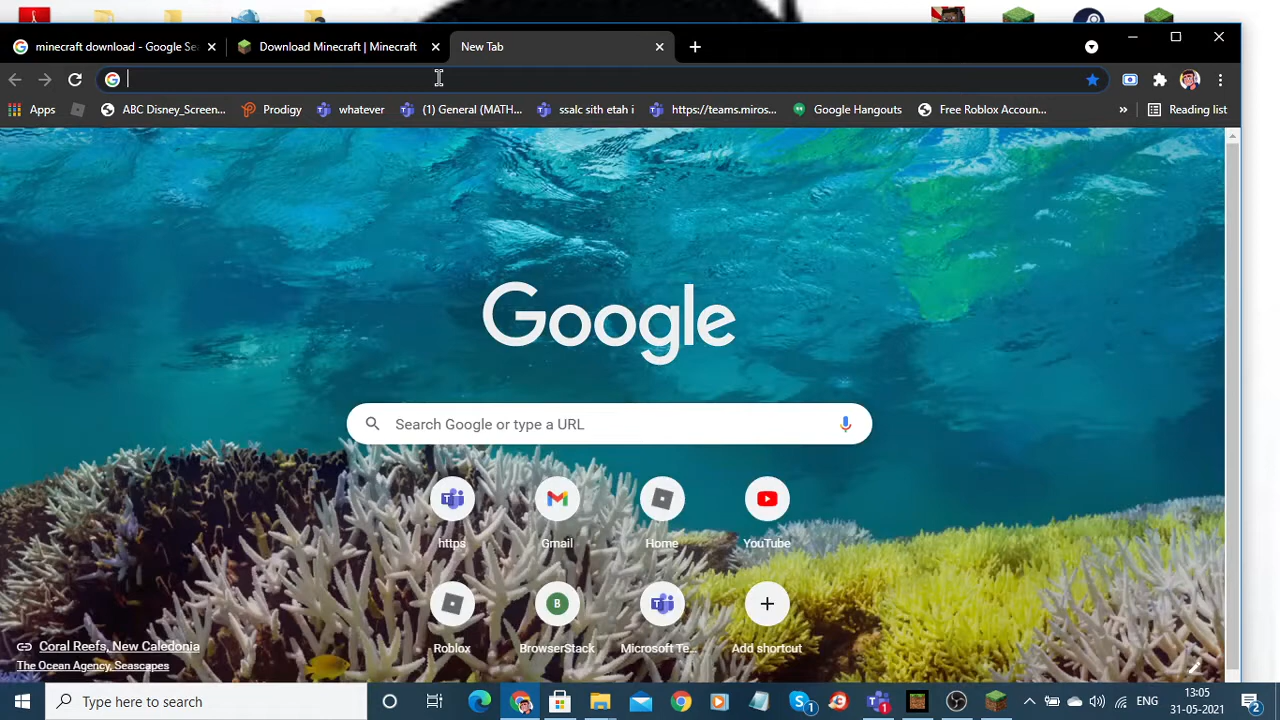 minecraft download - Google Se
Download Minecraft | Minecraft
New Tab
Apps
ABC Disney_Screen...
Prodigy
whatever
(1) General (MATH...
ssalc sith etah i
https://teams.miros...
Google Hangouts
Free Roblox Accoun...
»
Reading list
Google
Search Google or type a URL
https
Gmail
Home
YouTube
Roblox
B
BrowserStack
Microsoft Te...
Add shortcut
Coral Reefs, New Caledonia
The Ocean Agency, Seascapes
Type here to search
ENG
13:05
31-05-2021